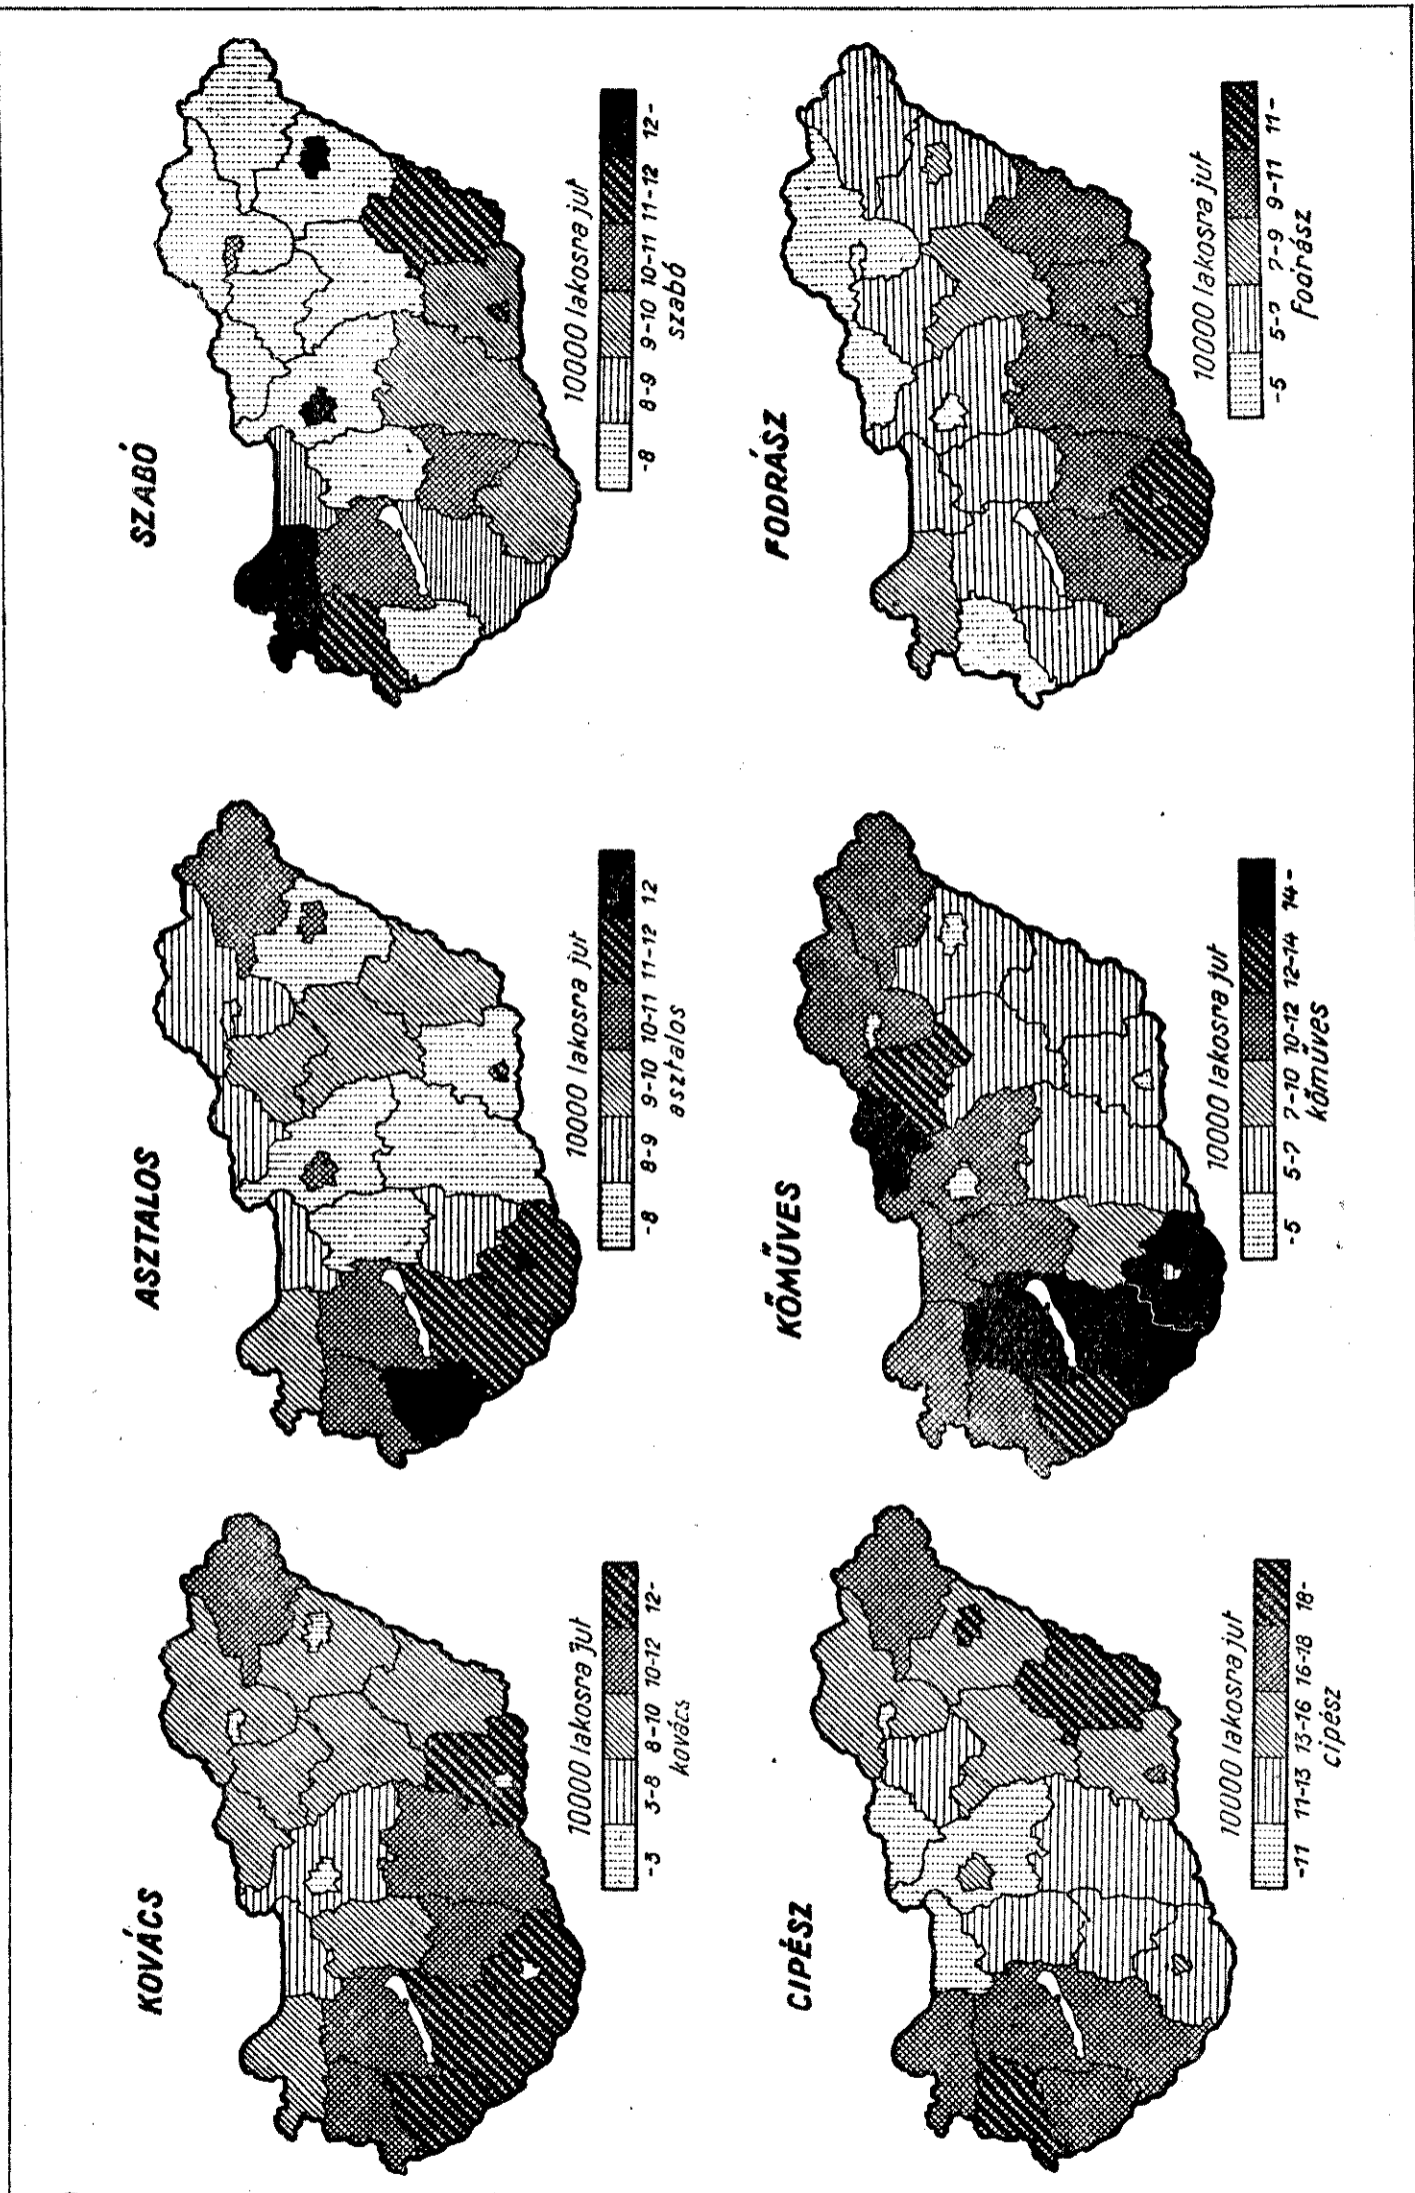 KOVÁCS
10000 lakosra jut
-3 3-8 8-10 10-12 12-
kovács
ASZTALOS
10000 lakosra jut
-8 8-9 9-10 10-11 11-12 12
asztalos
SZABÓ
10000 lakosra jut
-8 8-9 9-10 10-11 11-12 12-
szabó
CIPÉSZ
10000 lakosra jut
-11 11-13 13-16 16-18 18-
cipész
KŐMŰVES
10000 lakosra jut
-5 5-7 7-10 10-12 12-14 14-
kőműves
FODRÁSZ
10000 lakosra jut
-5 5-7 7-9 9-11 11-
Fodrász